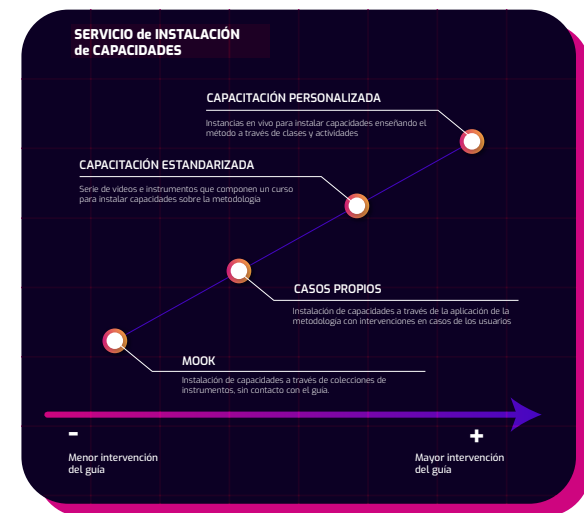 SERVICIO de INSTALACIÓN
de CAPACIDADES
CAPACITACIÓN PERSONALIZADA
Instancias en vivo para instalar capacidades enseñando el
método a través de clases y actividades
CAPACITACIÓN ESTANDARIZADA
Serie de videos e instrumentos que componen un curso
para instalar capacidades sobre la metodología
CASOS PROPIOS
Instalación de capacidades a través de la aplicación de la
metodología con intervenciones en casos de los usuarios
MOOK
Instalación de capacidades a través de colecciones de
instrumentos, sin contacto con el guía.
- +
Menor intervención
del guía
Mayor intervención
del guía